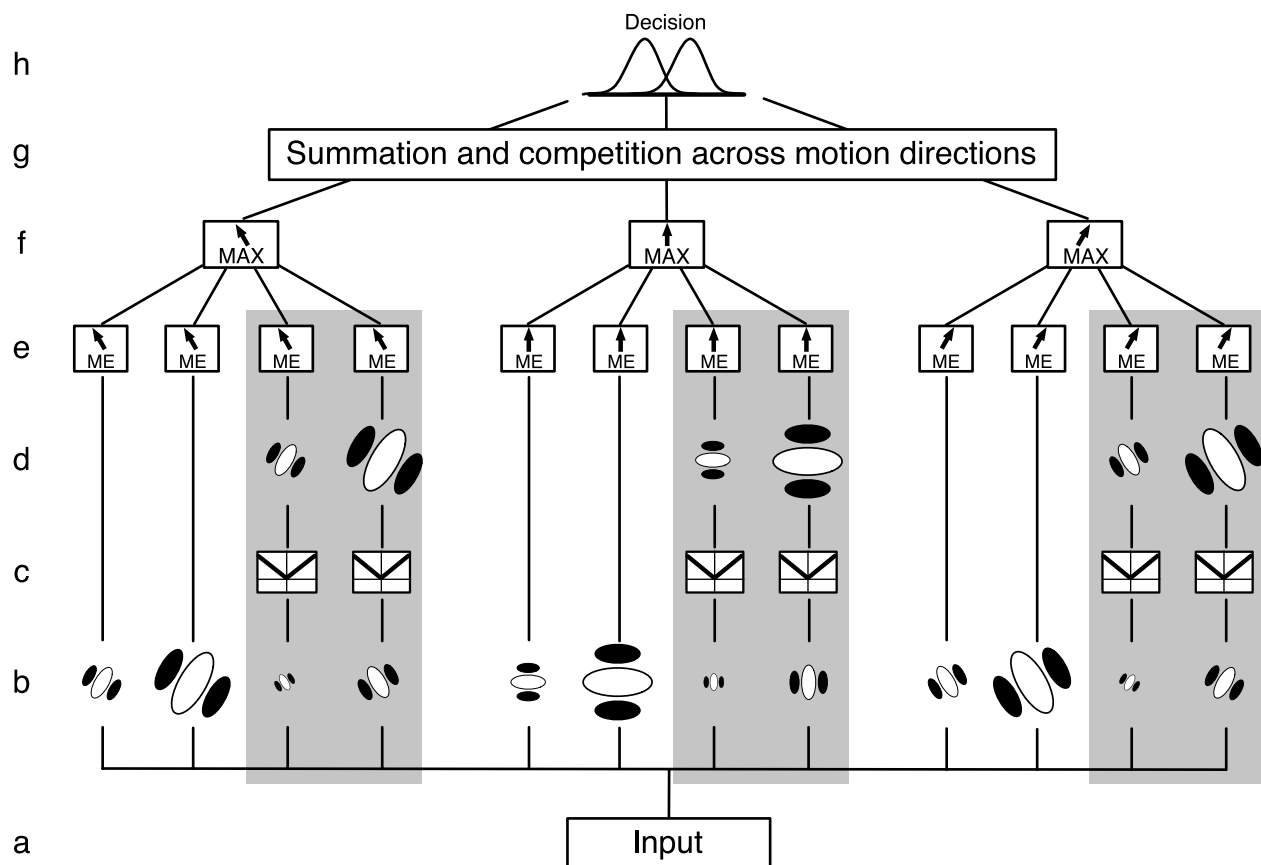 Decision
h
g
Summation and competition across motion directions
f
MAX MAX MAX
e
ME ME ME ME ME ME ME ME ME ME ME ME
d
c
b
a
Input